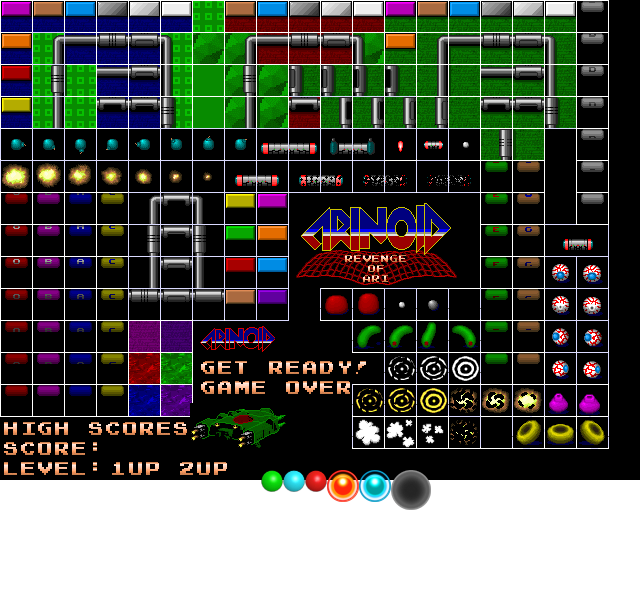 ARINOID
REVENGE
OF
ARI
ARINOID
GET READY!
GAME OVER
HIGH SCORES
SCORE:
LEVEL: 1UP 2UP